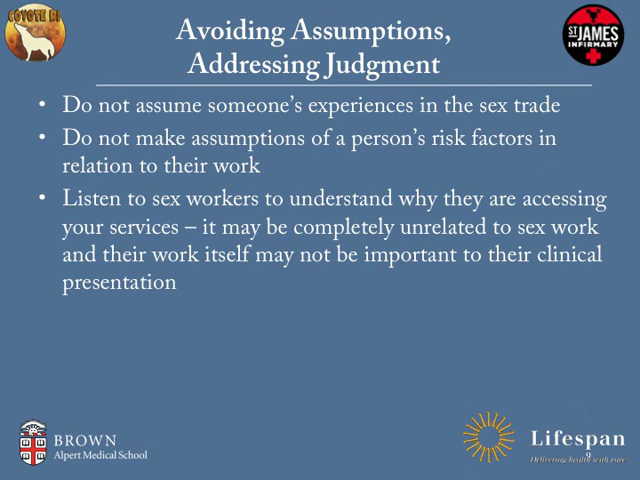 COYOTE RI
ST JAMES
INFIRMARY
Avoiding Assumptions,
Addressing Judgment
• Do not assume someone’s experiences in the sex trade
• Do not make assumptions of a person’s risk factors in
relation to their work
• Listen to sex workers to understand why they are accessing
your services – it may be completely unrelated to sex work
and their work itself may not be important to their clinical
presentation
BROWN
Alpert Medical School
Lifespan
Delivering health with care.
9